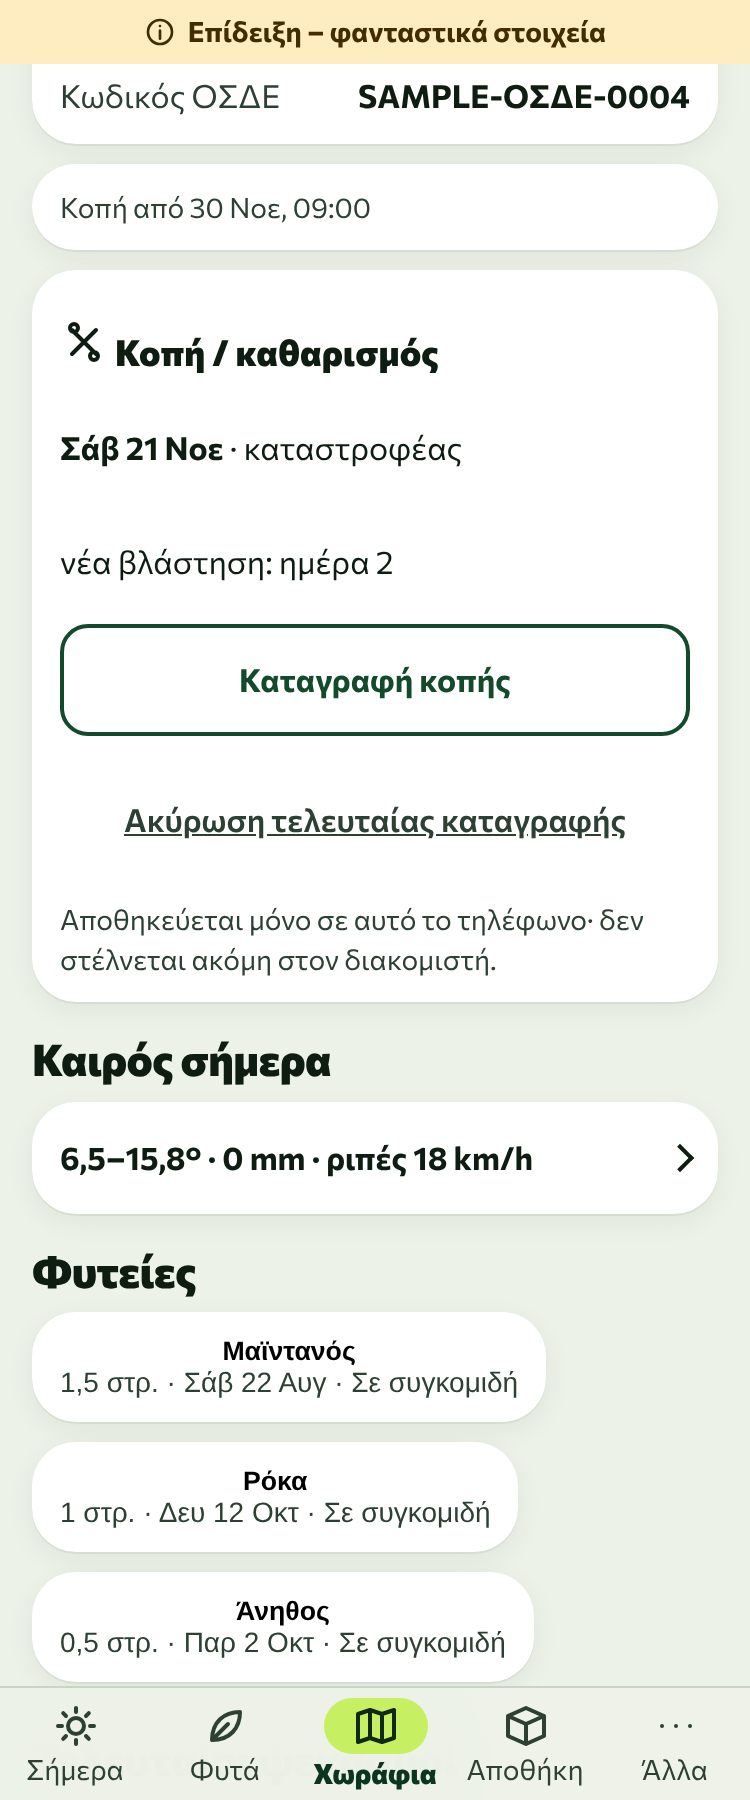 Επίδειξη – φανταστικά στοιχεία
Κωδικός ΟΣΔΕ SAMPLE-ΟΣΔΕ-0004
Κοπή από 30 Νοε, 09:00
Κοπή / καθαρισμός
Σάβ 21 Νοε · καταστροφέας
νέα βλάστηση: ημέρα 2
Καταγραφή κοπής
Ακύρωση τελευταίας καταγραφής
Αποθηκεύεται μόνο σε αυτό το τηλέφωνο· δεν
στέλνεται ακόμη στον διακομιστή.
Καιρός σήμερα
6,5–15,8° · 0 mm · ριπές 18 km/h
Φυτείες
Μαϊντανός
1,5 στρ. · Σάβ 22 Αυγ · Σε συγκομιδή
Ρόκα
1 στρ. · Δευ 12 Οκτ · Σε συγκομιδή
Άνηθος
0,5 στρ. · Παρ 2 Οκτ · Σε συγκομιδή
Σήμερα Φυτά Χωράφια Αποθήκη Άλλα